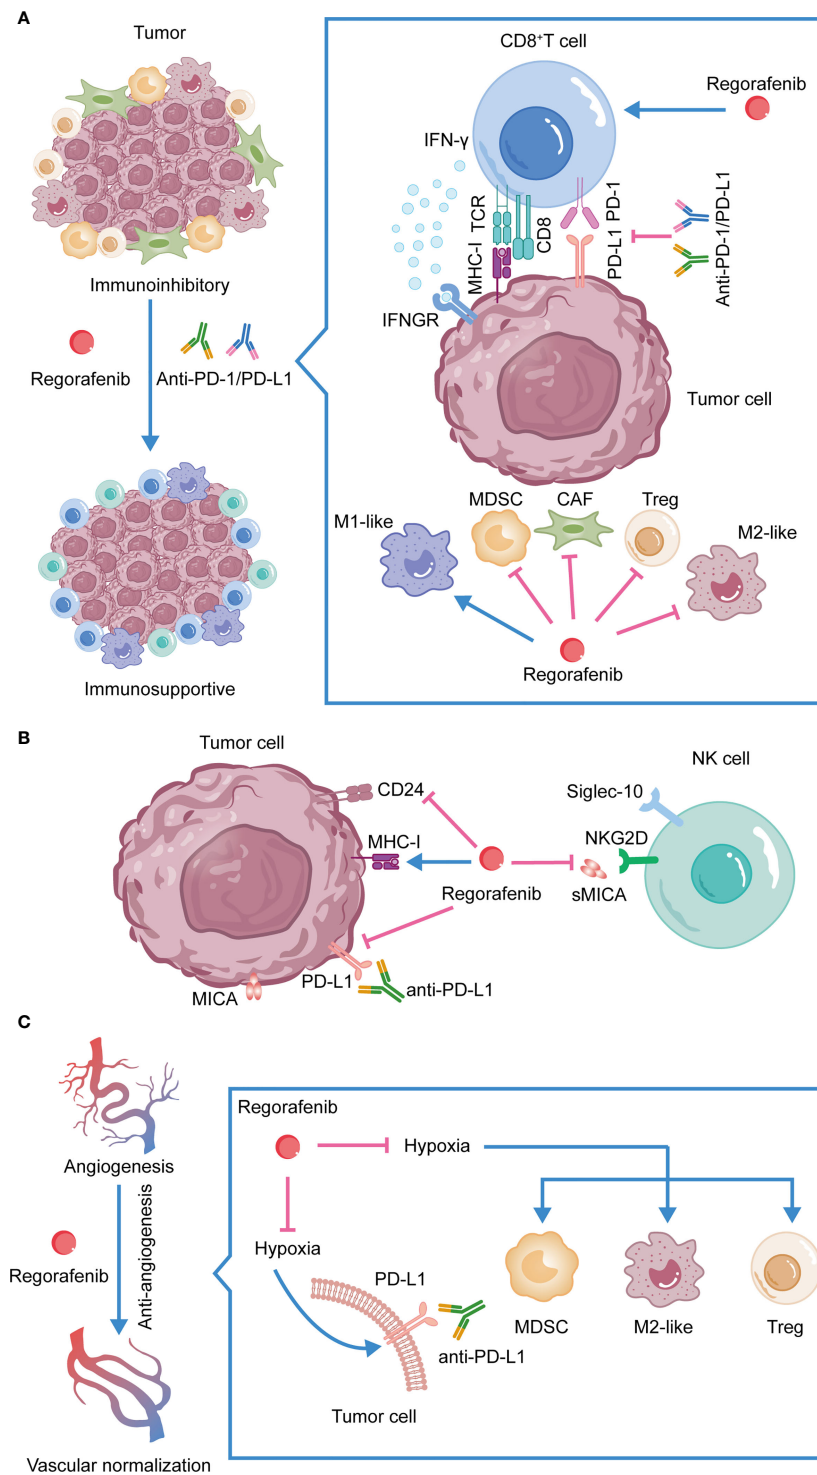 A
Tumor
Immunoinhibitory
Regorafenib
Anti-PD-1/PD-L1
Immunosupportive
CD8⁺T cell
Regorafenib
IFN-γ
TCR
MHC-I
CD8
PD-1
PD-L1
Anti-PD-1/PD-L1
IFNGR
Tumor cell
MDSC
CAF
Treg
M1-like
M2-like
Regorafenib
B
Tumor cell
NK cell
CD24
Siglec-10
MHC-I
NKG2D
Regorafenib
sMICA
PD-L1
anti-PD-L1
MICA
C
Angiogenesis
Regorafenib
Anti-angiogenesis
Vascular normalization
Regorafenib
Hypoxia
Hypoxia
PD-L1
anti-PD-L1
Tumor cell
MDSC
M2-like
Treg